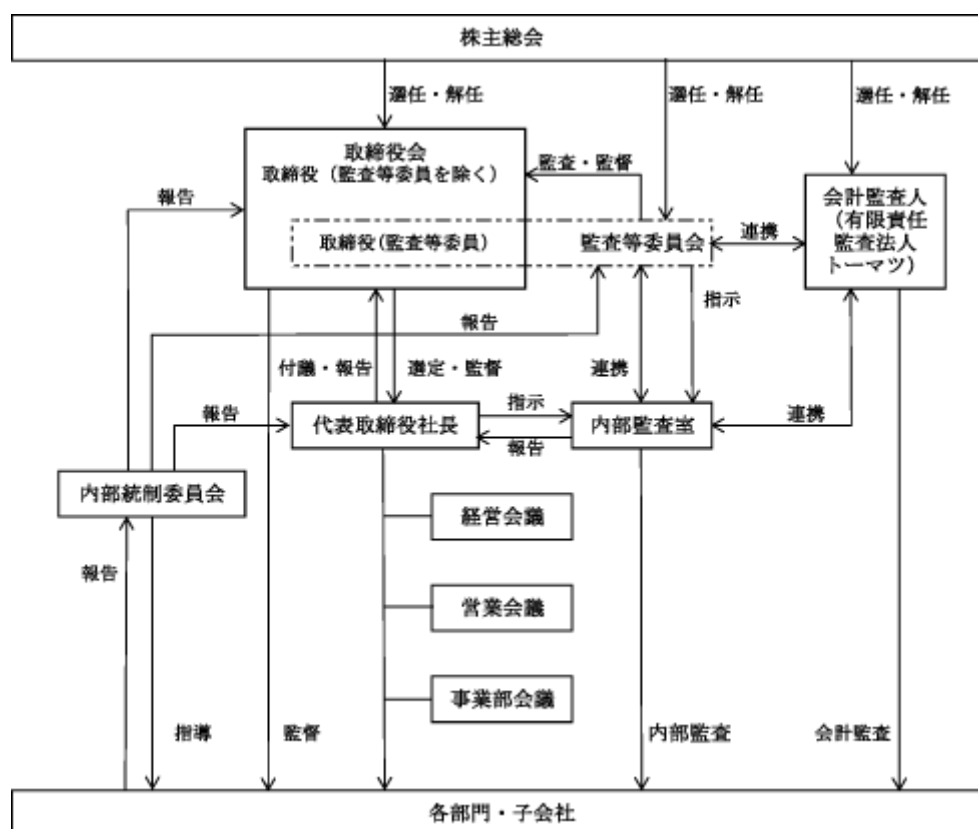 株主総会
選任・解任
選任・解任
選任・解任
取締役会
取締役（監査等委員を除く）
監査・監督
会計監査人
（有限責任
監査法人
トーマツ）
報告
取締役（監査等委員）
監査等委員会
連携
指示
報告
付議・報告
選定・監督
連携
報告
代表取締役社長
指示
報告
内部監査室
連携
内部統制委員会
経営会議
報告
営業会議
事業部会議
指導
監督
内部監査
会計監査
各部門・子会社